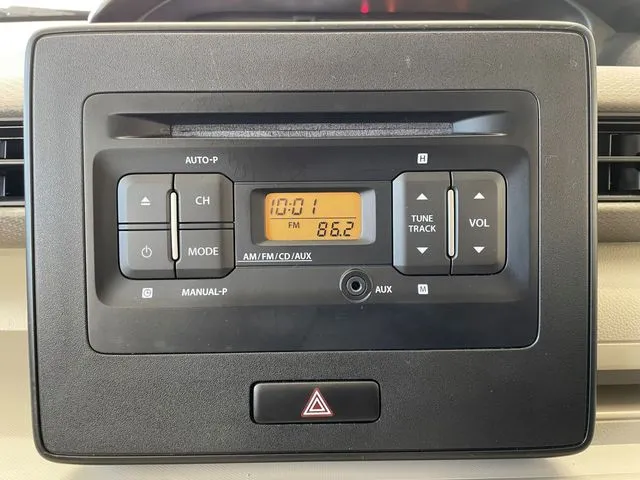 AUTO-P
H
CH
MODE
10:01
FM
86.2
AM/FM/CD/AUX
TUNE
TRACK
VOL
MANUAL-P
AUX
M